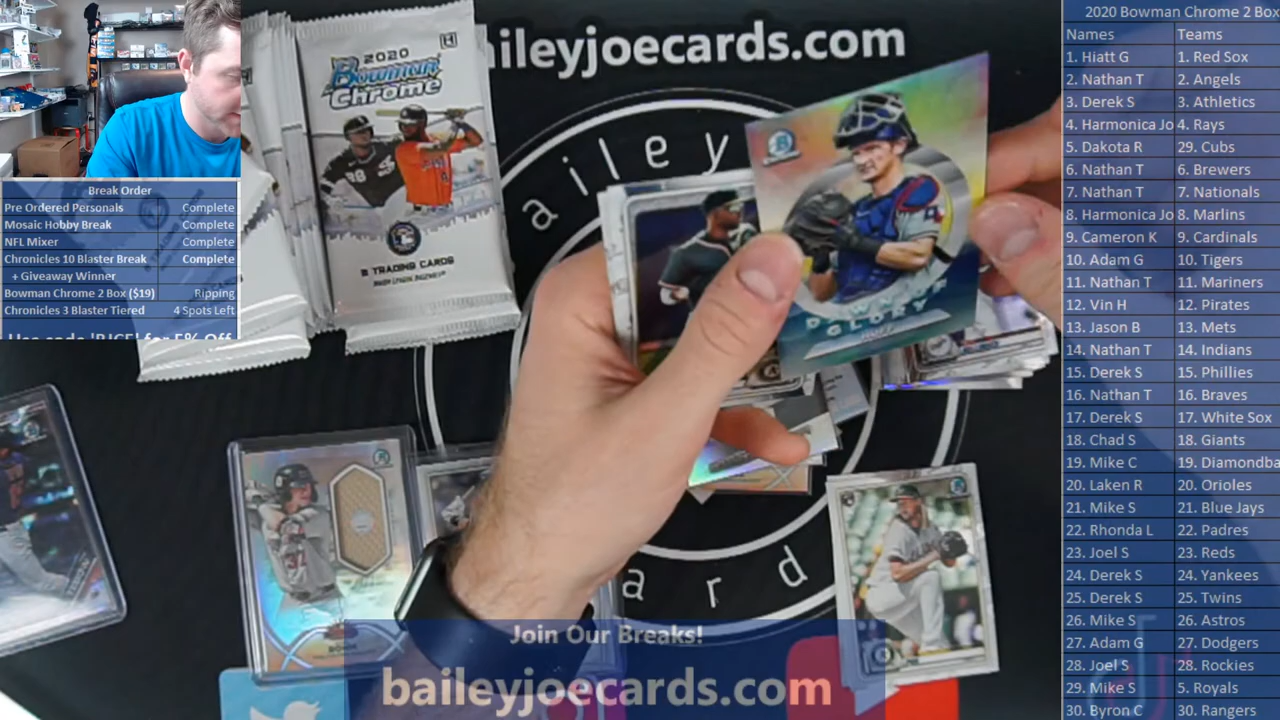 Break Order
Pre Ordered Personals Complete
Mosaic Hobby Break Complete
NFL Mixer Complete
Chronicles 10 Blaster Break Complete
+ Giveaway Winner
Bowman Chrome 2 Box ($19) Ripping
Chronicles 3 Blaster Tiered 4 Spots Left
2020
Bowman
Chrome
8 TRADING CARDS
aileyjoecards.com
bailey
GLORY
ard
Join Our Breaks!
baileyjoecards.com
2020 Bowman Chrome 2 Box
Names Teams
1. Hiatt G 1. Red Sox
2. Nathan T 2. Angels
3. Derek S 3. Athletics
4. Harmonica Jo 4. Rays
5. Dakota R 29. Cubs
6. Nathan T 6. Brewers
7. Nathan T 7. Nationals
8. Harmonica Jo 8. Marlins
9. Cameron K 9. Cardinals
10. Adam G 10. Tigers
11. Nathan T 11. Mariners
12. Vin H 12. Pirates
13. Jason B 13. Mets
14. Nathan T 14. Indians
15. Derek S 15. Phillies
16. Nathan T 16. Braves
17. Derek S 17. White Sox
18. Chad S 18. Giants
19. Mike C 19. Diamondba
20. Laken R 20. Orioles
21. Mike S 21. Blue Jays
22. Rhonda L 22. Padres
23. Joel S 23. Reds
24. Derek S 24. Yankees
25. Derek S 25. Twins
26. Mike S 26. Astros
27. Adam G 27. Dodgers
28. Joel S 28. Rockies
29. Mike S 5. Royals
30. Byron C 30. Rangers